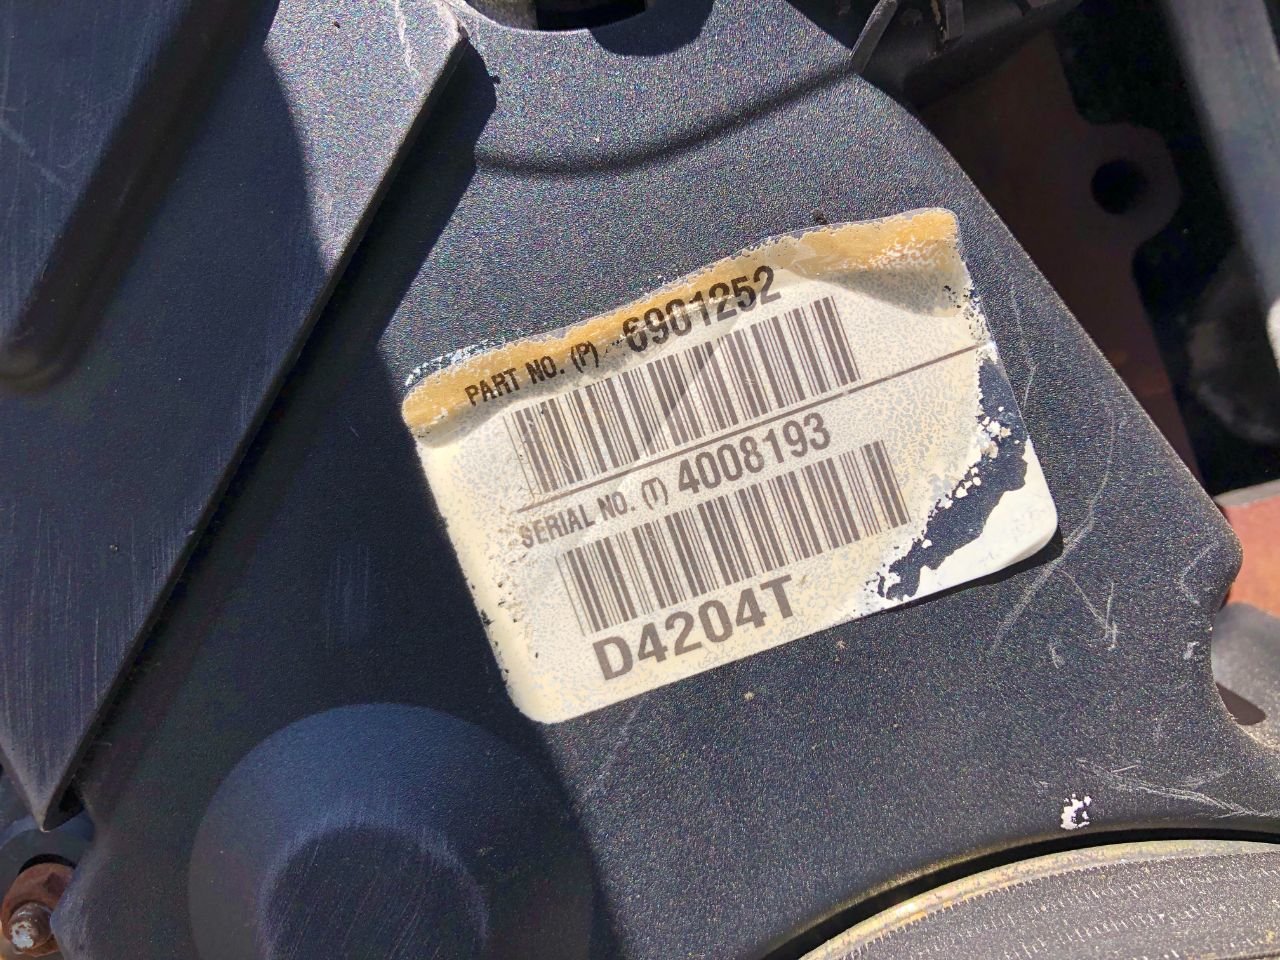 PART NO. (P) 6901252
SERIAL NO. (T) 4008193
D4204T